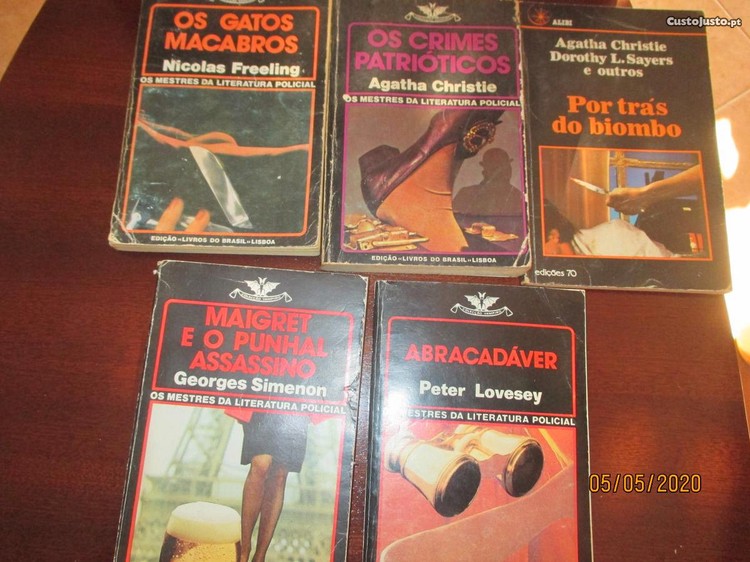 OS GATOS
MACABROS
Nicolas Freeling
OS MESTRES DA LITERATURA POLICIAL
EDIÇÃO-LIVROS DO BRASIL-LISBOA
OS CRIMES
PATRIÓTICOS
Agatha Christie
OS MESTRES DA LITERATURA POLICIAL
EDIÇÃO-LIVROS DO BRASIL-LISBOA
ALIBI
Agatha Christie
Dorothy L. Sayers
e outros
Por trás
do biombo
edições 70
CustoJusto.pt
MAIGRET
E O PUNHAL
ASSASSINO
Georges Simenon
OS MESTRES DA LITERATURA POLICIAL
ABRACADÁVER
Peter Lovesey
MESTRES DA LITERATURA POLICIAL
05/05/2020